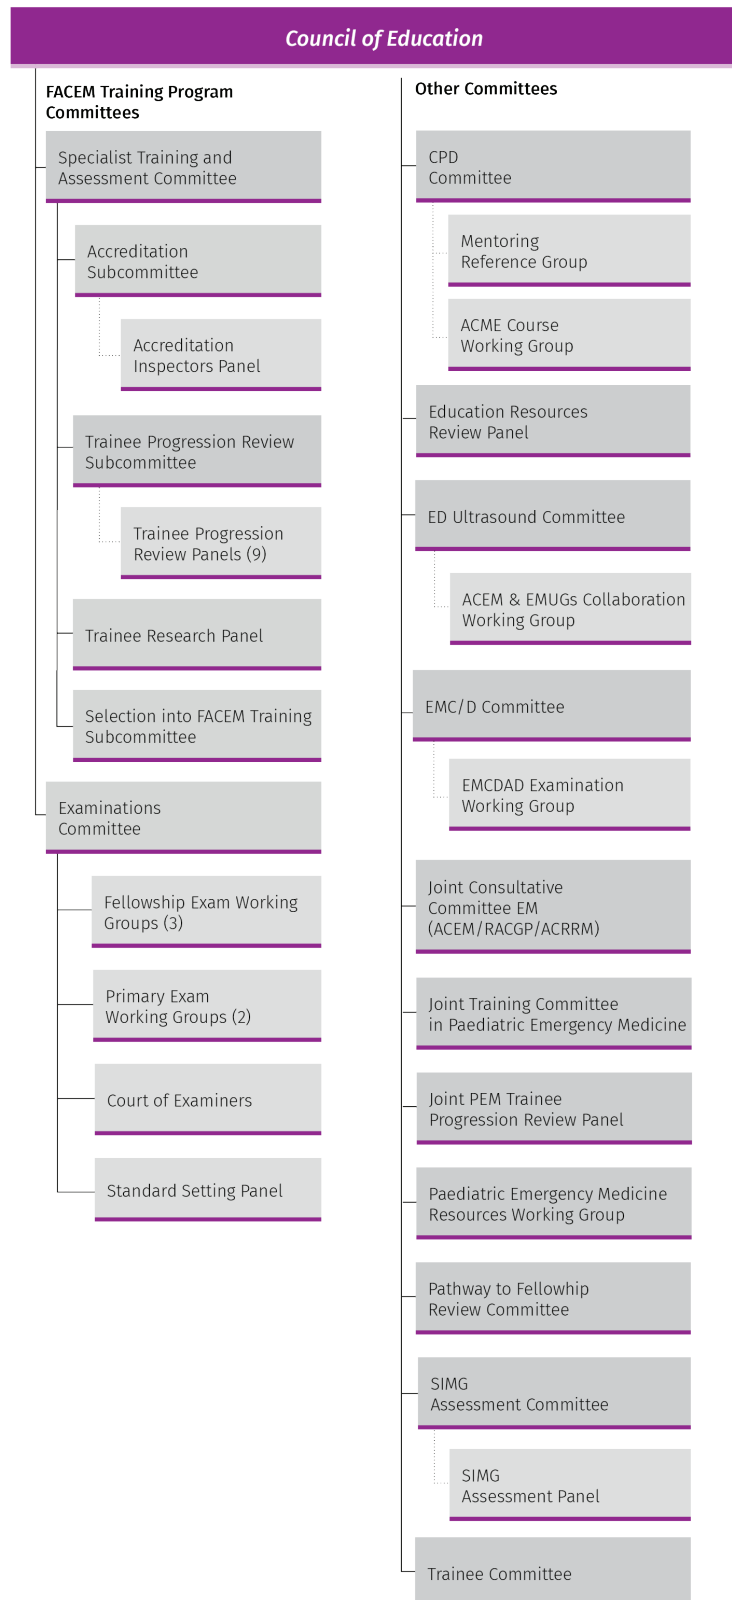 Council of Education
FACEM Training Program
Committees
Specialist Training and
Assessment Committee
Accreditation
Subcommittee
Accreditation
Inspectors Panel
Trainee Progression Review
Subcommittee
Trainee Progression
Review Panels (9)
Trainee Research Panel
Selection into FACEM Training
Subcommittee
Examinations
Committee
Fellowship Exam Working
Groups (3)
Primary Exam
Working Groups (2)
Court of Examiners
Standard Setting Panel
Other Committees
CPD
Committee
Mentoring
Reference Group
ACME Course
Working Group
Education Resources
Review Panel
ED Ultrasound Committee
ACEM & EMUGs Collaboration
Working Group
EMC/D Committee
EMCDAD Examination
Working Group
Joint Consultative
Committee EM
(ACEM/RACGP/ACRRM)
Joint Training Committee
in Paediatric Emergency Medicine
Joint PEM Trainee
Progression Review Panel
Paediatric Emergency Medicine
Resources Working Group
Pathway to Fellowhip
Review Committee
SIMG
Assessment Committee
SIMG
Assessment Panel
Trainee Committee